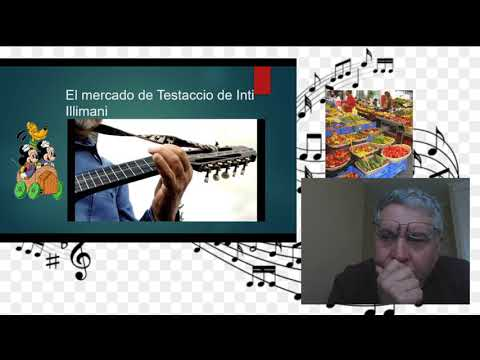 El mercado de Testaccio de Inti
Illimani